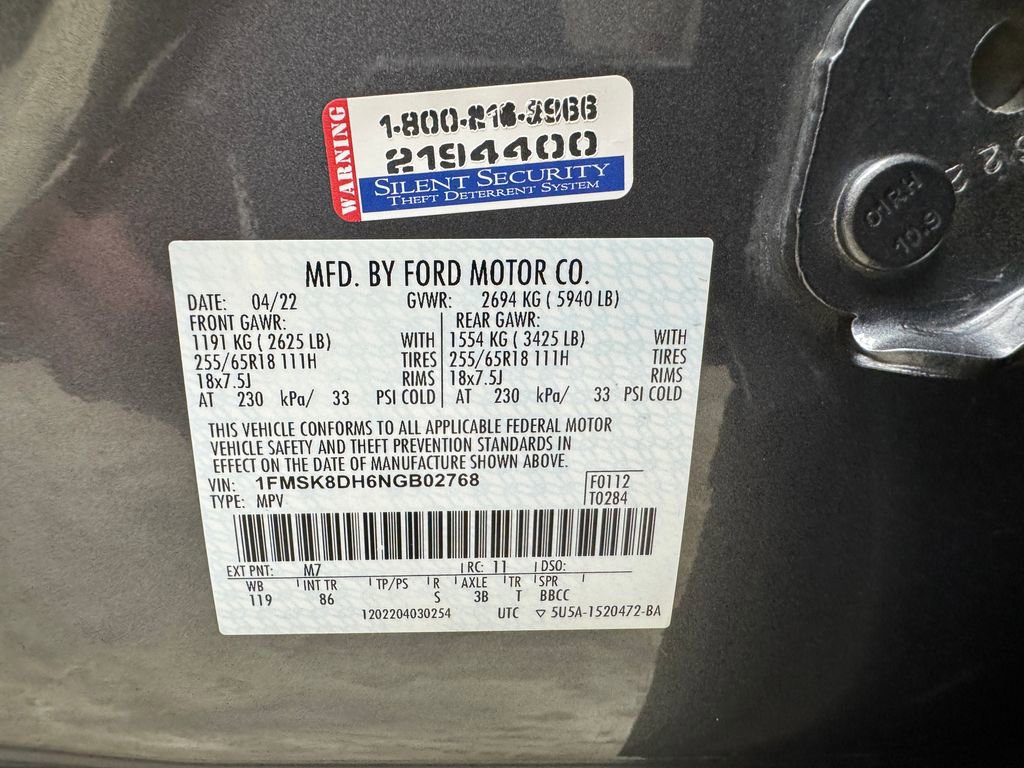 WARNING
1-800-818-3966
2194400
SILENT SECURITY
THEFT DETERRENT SYSTEM
01RH
10.9
MFD. BY FORD MOTOR CO.
DATE: 04/22 GVWR: 2694 KG ( 5940 LB)
FRONT GAWR: REAR GAWR:
1191 KG ( 2625 LB) WITH 1554 KG ( 3425 LB) WITH
255/65R18 111H TIRES 255/65R18 111H TIRES
18x7.5J RIMS 18x7.5J RIMS
AT 230 kPa/ 33 PSI COLD AT 230 kPa/ 33 PSI COLD
THIS VEHICLE CONFORMS TO ALL APPLICABLE FEDERAL MOTOR
VEHICLE SAFETY AND THEFT PREVENTION STANDARDS IN
EFFECT ON THE DATE OF MANUFACTURE SHOWN ABOVE.
VIN: 1FMSK8DH6NGB02768 F0112
TYPE: MPV T0284
EXT PNT: M7 RC: 11 DSO:
WB INT TR TP/PS R AXLE TR SPR
119 86 S 3B T BBCC
1202204030254 UTC ▽ 5U5A-1520472-BA